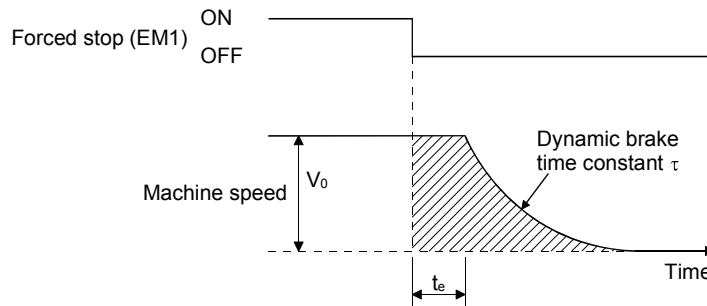 ON
Forced stop (EM1)
OFF
Dynamic brake
time constant τ
V0
Machine speed
Time
te